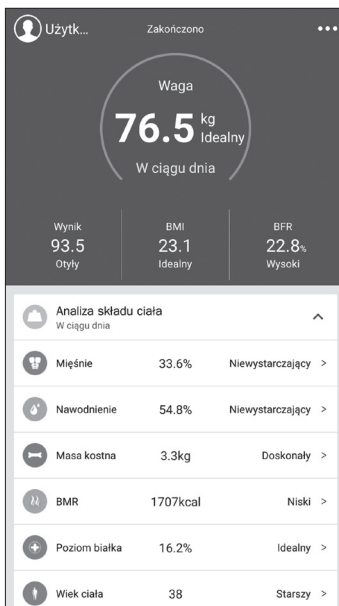 Użytk...
Zakończono
Waga
76.5 kg
Idealny
W ciągu dnia
Wynik BMI BFR
93.5 23.1 22.8%
Otyły Idealny Wysoki
Analiza składu ciała
W ciągu dnia
Mięśnie 33.6% Niewystarczający >
Nawodnienie 54.8% Niewystarczający >
Masa kostna 3.3kg Doskonały >
BMR 1707kcal Niski >
Poziom białka 16.2% Idealny >
Wiek ciała 38 Starszy >